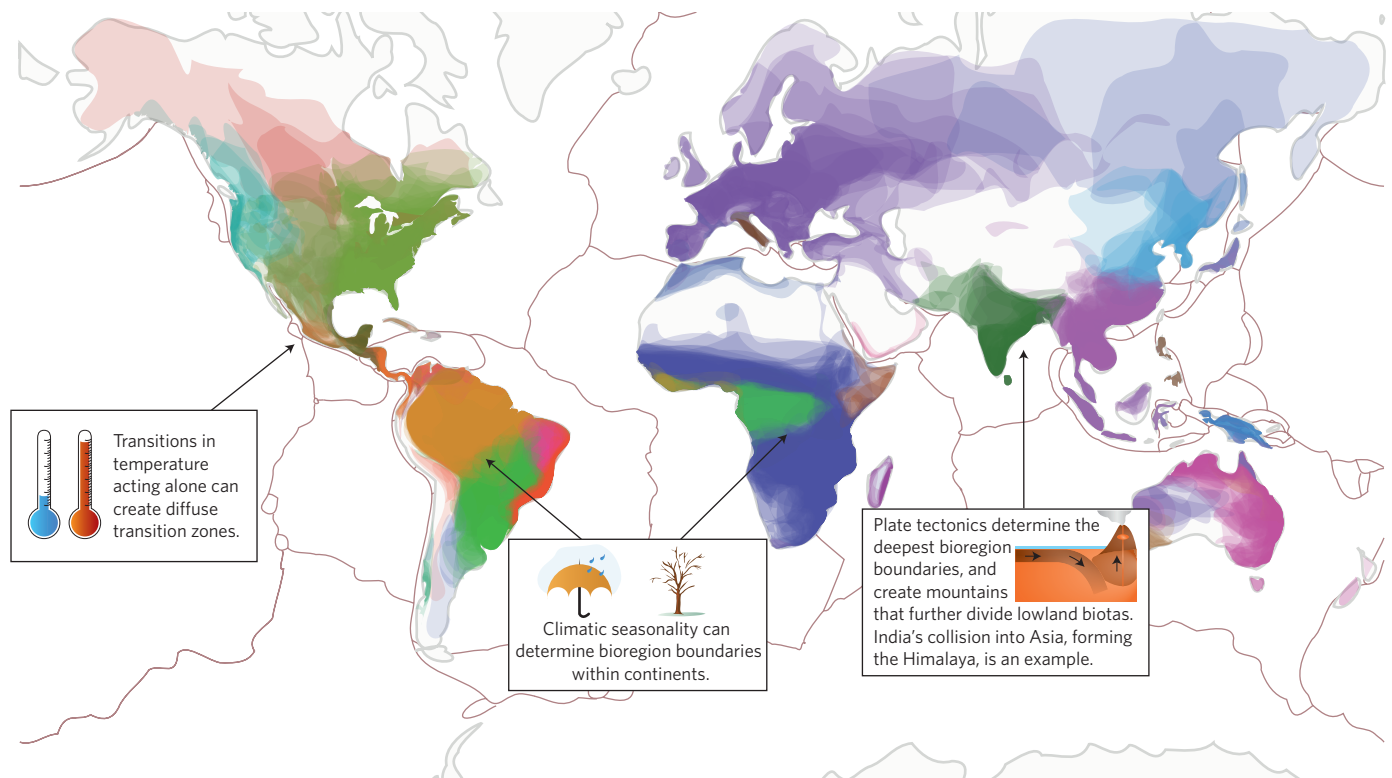 Transitions in
temperature
acting alone can
create diffuse
transition zones.
Climatic seasonality can
determine bioregion boundaries
within continents.
Plate tectonics determine the
deepest bioregion
boundaries, and
create mountains
that further divide lowland biotas.
India’s collision into Asia, forming
the Himalaya, is an example.